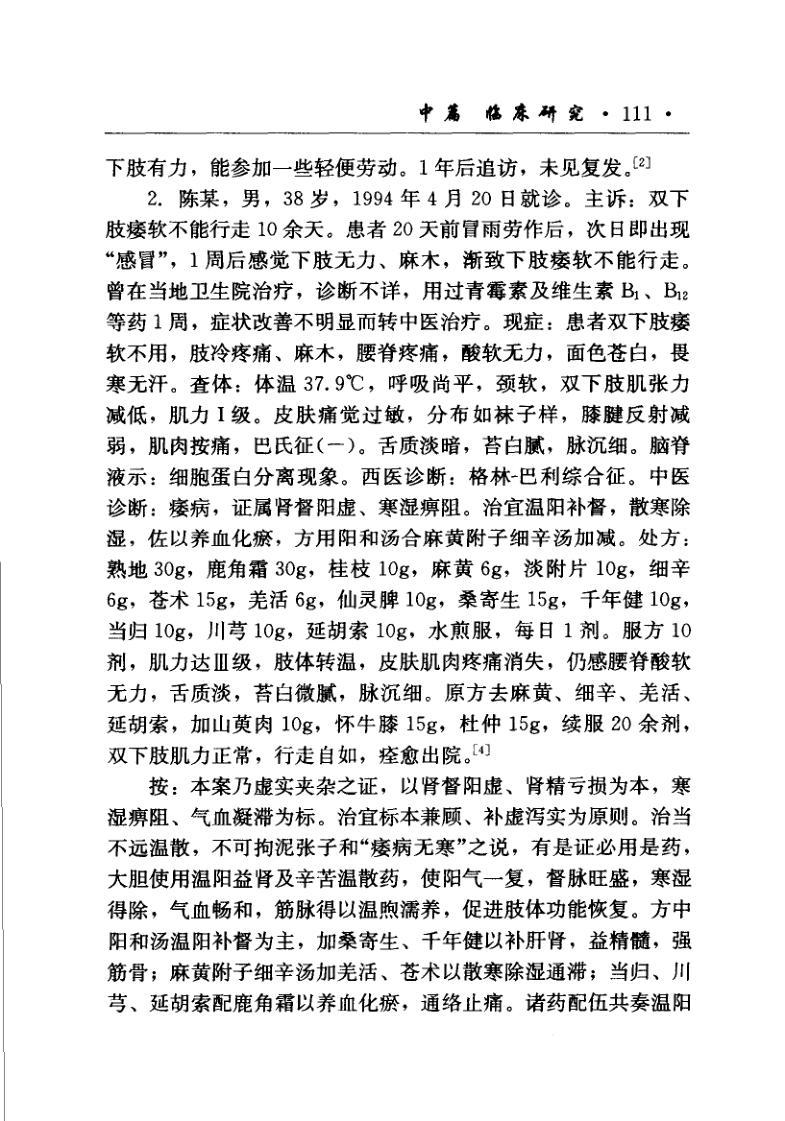 中篇 临床研究 · 111 ·
下肢有力，能参加一些轻便劳动。1年后追访，未见复发。[2]
2. 陈某，男，38岁，1994年4月20日就诊。主诉：双下
肢痿软不能行走10余天。患者20天前冒雨劳作后，次日即出现
“感冒”，1周后感觉下肢无力、麻木，渐致下肢痿软不能行走。
曾在当地卫生院治疗，诊断不详，用过青霉素及维生素B₁、B₁₂
等药1周，症状改善不明显而转中医治疗。现症：患者双下肢痿
软不用，肢冷疼痛、麻木，腰脊疼痛，酸软无力，面色苍白，畏
寒无汗。查体：体温37.9℃，呼吸尚平，颈软，双下肢肌张力
减低，肌力Ⅰ级。皮肤痛觉过敏，分布如袜子样，膝腱反射减
弱，肌肉按痛，巴氏征(一)。舌质淡暗，苔白腻，脉沉细。脑脊
液示：细胞蛋白分离现象。西医诊断：格林-巴利综合征。中医
诊断：痿病，证属肾督阳虚、寒湿痹阻。治宜温阳补督，散寒除
湿，佐以养血化瘀，方用阳和汤合麻黄附子细辛汤加减。处方：
熟地30g，鹿角霜30g，桂枝10g，麻黄6g，淡附片10g，细辛
6g，苍术15g，羌活6g，仙灵脾10g，桑寄生15g，千年健10g，
当归10g，川芎10g，延胡索10g，水煎服，每日1剂。服方10
剂，肌力达Ⅲ级，肢体转温，皮肤肌肉疼痛消失，仍感腰脊酸软
无力，舌质淡，苔白微腻，脉沉细。原方去麻黄、细辛、羌活、
延胡索，加山萸肉10g，怀牛膝15g，杜仲15g，续服20余剂，
双下肢肌力正常，行走自如，痊愈出院。[4]
按：本案乃虚实夹杂之证，以肾督阳虚、肾精亏损为本，寒
湿痹阻、气血凝滞为标。治宜标本兼顾、补虚泻实为原则。治当
不远温散，不可拘泥张子和“痿病无寒”之说，有是证必用是药，
大胆使用温阳益肾及辛苦温散药，使阳气一复，督脉旺盛，寒湿
得除，气血畅和，筋脉得以温煦濡养，促进肢体功能恢复。方中
阳和汤温阳补督为主，加桑寄生、千年健以补肝肾，益精髓，强
筋骨；麻黄附子细辛汤加羌活、苍术以散寒除湿通滞；当归、川
芎、延胡索配鹿角霜以养血化瘀，通络止痛。诸药配伍共奏温阳